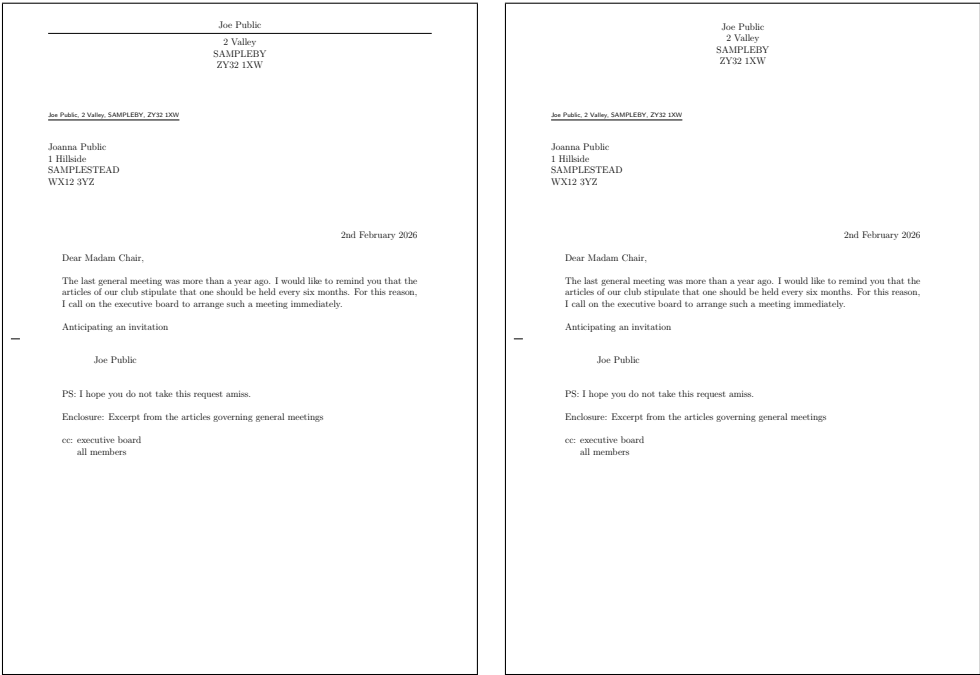 Joe Public
2 Valley
SAMPLEBY
ZY32 1XW
Joe Public, 2 Valley, SAMPLEBY, ZY32 1XW
Joanna Public
1 Hillside
SAMPLESTEAD
WX12 3YZ
2nd February 2026
Dear Madam Chair,
The last general meeting was more than a year ago. I would like to remind you that the
articles of our club stipulate that one should be held every six months. For this reason,
I call on the executive board to arrange such a meeting immediately.
Anticipating an invitation
Joe Public
PS: I hope you do not take this request amiss.
Enclosure: Excerpt from the articles governing general meetings
cc: executive board
all members
Joe Public
2 Valley
SAMPLEBY
ZY32 1XW
Joe Public, 2 Valley, SAMPLEBY, ZY32 1XW
Joanna Public
1 Hillside
SAMPLESTEAD
WX12 3YZ
2nd February 2026
Dear Madam Chair,
The last general meeting was more than a year ago. I would like to remind you that the
articles of our club stipulate that one should be held every six months. For this reason,
I call on the executive board to arrange such a meeting immediately.
Anticipating an invitation
Joe Public
PS: I hope you do not take this request amiss.
Enclosure: Excerpt from the articles governing general meetings
cc: executive board
all members